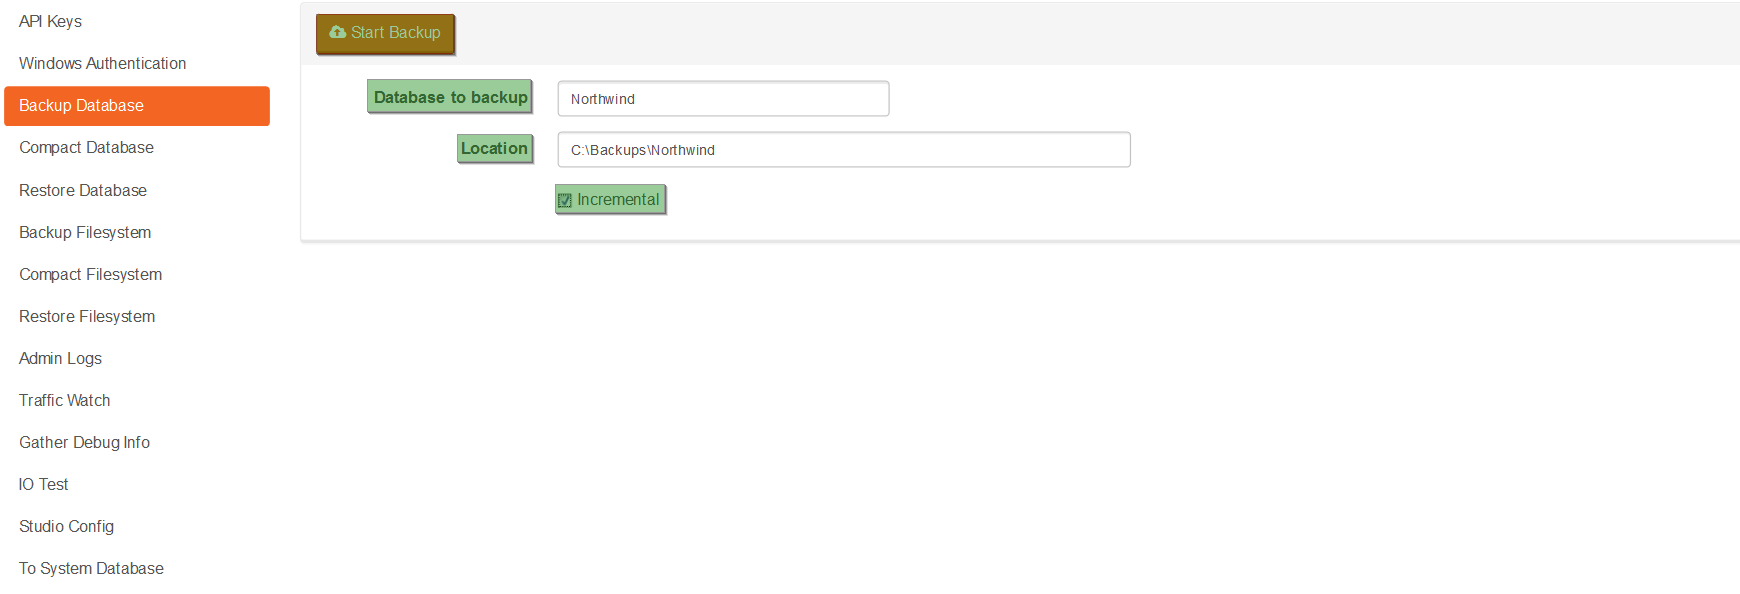 API Keys
Windows Authentication
Backup Database
Compact Database
Restore Database
Backup Filesystem
Compact Filesystem
Restore Filesystem
Admin Logs
Traffic Watch
Gather Debug Info
IO Test
Studio Config
To System Database
Start Backup
Database to backup Northwind
Location C:\Backups\Northwind
Incremental